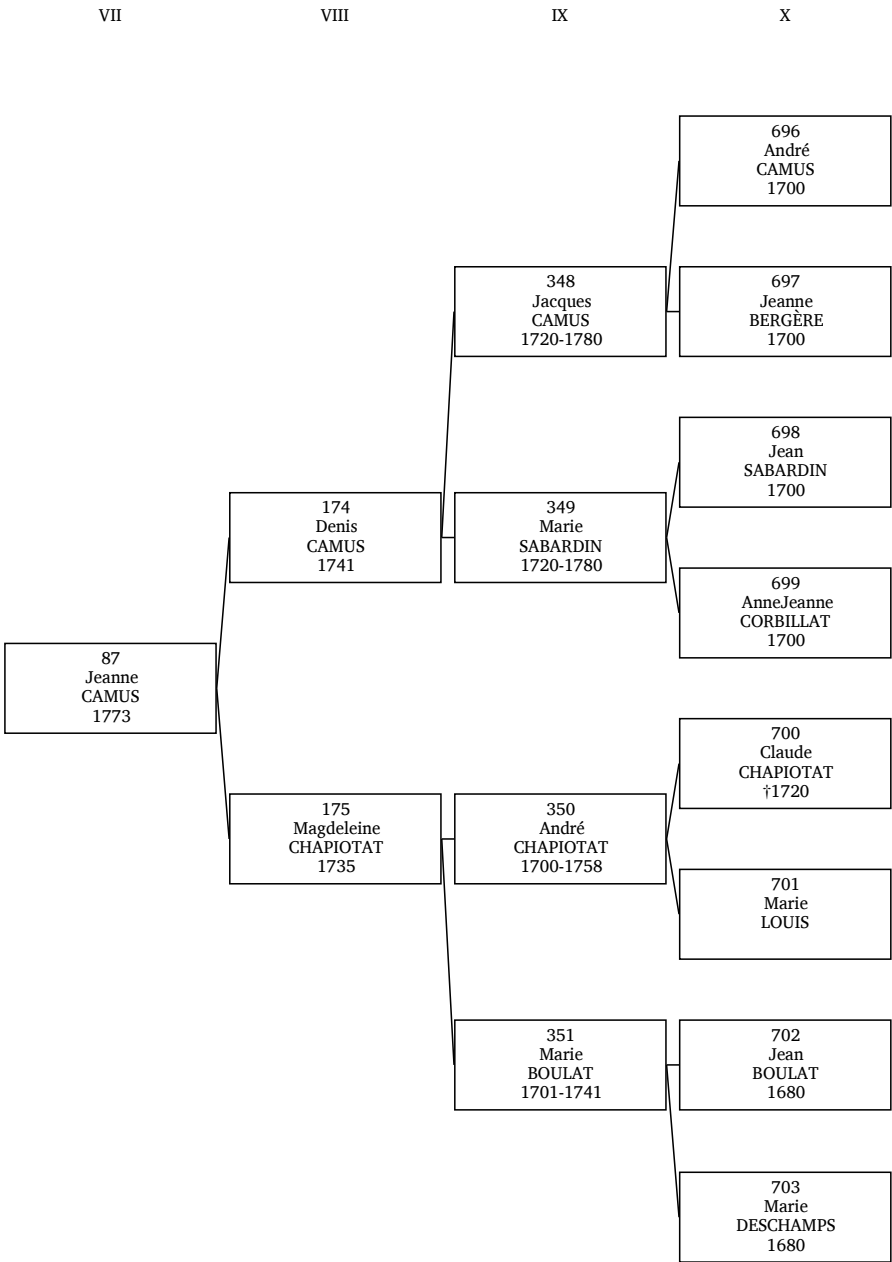 VII VIII IX X
696
André
CAMUS
1700
348
Jacques
CAMUS
1720-1780
697
Jeanne
BERGÈRE
1700
698
Jean
SABARDIN
1700
174
Denis
CAMUS
1741
349
Marie
SABARDIN
1720-1780
699
AnneJeanne
CORBILLAT
1700
87
Jeanne
CAMUS
1773
700
Claude
CHAPIOTAT
†1720
175
Magdeleine
CHAPIOTAT
1735
350
André
CHAPIOTAT
1700-1758
701
Marie
LOUIS
351
Marie
BOULAT
1701-1741
702
Jean
BOULAT
1680
703
Marie
DESCHAMPS
1680